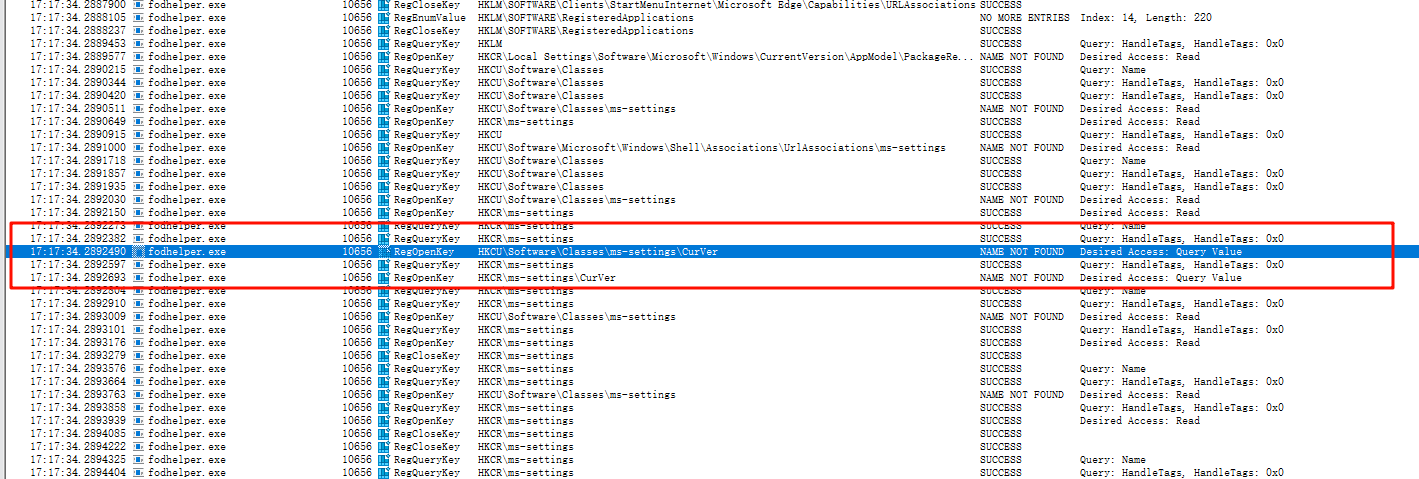 17:17:34.2887900 fodhelper.exe 10656 RegCloseKey HKLM\SOFTWARE\Clients\StartMenuInternet\Microsoft Edge\Capabilities\URLAssociations SUCCESS
17:17:34.2888105 fodhelper.exe 10656 RegEnumValue HKLM\SOFTWARE\RegisteredApplications NO MORE ENTRIES Index: 14, Length: 220
17:17:34.2888237 fodhelper.exe 10656 RegCloseKey HKLM\SOFTWARE\RegisteredApplications SUCCESS
17:17:34.2889453 fodhelper.exe 10656 RegQueryKey HKLM SUCCESS Query: HandleTags, HandleTags: 0x0
17:17:34.2889577 fodhelper.exe 10656 RegOpenKey HKCR\Local Settings\Software\Microsoft\Windows\CurrentVersion\AppModel\PackageRe... NAME NOT FOUND Desired Access: Read
17:17:34.2890215 fodhelper.exe 10656 RegQueryKey HKCU\Software\Classes SUCCESS Query: Name
17:17:34.2890344 fodhelper.exe 10656 RegQueryKey HKCU\Software\Classes SUCCESS Query: HandleTags, HandleTags: 0x0
17:17:34.2890420 fodhelper.exe 10656 RegQueryKey HKCU\Software\Classes SUCCESS Query: HandleTags, HandleTags: 0x0
17:17:34.2890511 fodhelper.exe 10656 RegOpenKey HKCU\Software\Classes\ms-settings NAME NOT FOUND Desired Access: Read
17:17:34.2890649 fodhelper.exe 10656 RegOpenKey HKCR\ms-settings SUCCESS Desired Access: Read
17:17:34.2890915 fodhelper.exe 10656 RegQueryKey HKCU SUCCESS Query: HandleTags, HandleTags: 0x0
17:17:34.2891000 fodhelper.exe 10656 RegOpenKey HKCU\Software\Microsoft\Windows\Shell\Associations\UrlAssociations\ms-settings NAME NOT FOUND Desired Access: Read
17:17:34.2891718 fodhelper.exe 10656 RegQueryKey HKCU\Software\Classes SUCCESS Query: Name
17:17:34.2891857 fodhelper.exe 10656 RegQueryKey HKCU\Software\Classes SUCCESS Query: HandleTags, HandleTags: 0x0
17:17:34.2891935 fodhelper.exe 10656 RegQueryKey HKCU\Software\Classes SUCCESS Query: HandleTags, HandleTags: 0x0
17:17:34.2892030 fodhelper.exe 10656 RegOpenKey HKCU\Software\Classes\ms-settings NAME NOT FOUND Desired Access: Read
17:17:34.2892150 fodhelper.exe 10656 RegOpenKey HKCR\ms-settings SUCCESS Desired Access: Read
17:17:34.2892273 fodhelper.exe 10656 RegQueryKey HKCR\ms-settings SUCCESS Query: Name
17:17:34.2892382 fodhelper.exe 10656 RegQueryKey HKCR\ms-settings SUCCESS Query: HandleTags, HandleTags: 0x0
17:17:34.2892490 fodhelper.exe 10656 RegOpenKey HKCU\Software\Classes\ms-settings\CurVer NAME NOT FOUND Desired Access: Query Value
17:17:34.2892597 fodhelper.exe 10656 RegQueryKey HKCR\ms-settings SUCCESS Query: HandleTags, HandleTags: 0x0
17:17:34.2892693 fodhelper.exe 10656 RegOpenKey HKCR\ms-settings\CurVer NAME NOT FOUND Desired Access: Query Value
17:17:34.2892804 fodhelper.exe 10656 RegQueryKey HKCR\ms-settings SUCCESS Query: Name
17:17:34.2892910 fodhelper.exe 10656 RegQueryKey HKCR\ms-settings SUCCESS Query: HandleTags, HandleTags: 0x0
17:17:34.2893009 fodhelper.exe 10656 RegOpenKey HKCU\Software\Classes\ms-settings NAME NOT FOUND Desired Access: Read
17:17:34.2893101 fodhelper.exe 10656 RegQueryKey HKCR\ms-settings SUCCESS Query: HandleTags, HandleTags: 0x0
17:17:34.2893176 fodhelper.exe 10656 RegOpenKey HKCR\ms-settings SUCCESS Desired Access: Read
17:17:34.2893279 fodhelper.exe 10656 RegCloseKey HKCR\ms-settings SUCCESS
17:17:34.2893576 fodhelper.exe 10656 RegQueryKey HKCR\ms-settings SUCCESS Query: Name
17:17:34.2893664 fodhelper.exe 10656 RegQueryKey HKCR\ms-settings SUCCESS Query: HandleTags, HandleTags: 0x0
17:17:34.2893763 fodhelper.exe 10656 RegOpenKey HKCU\Software\Classes\ms-settings NAME NOT FOUND Desired Access: Read
17:17:34.2893858 fodhelper.exe 10656 RegQueryKey HKCR\ms-settings SUCCESS Query: HandleTags, HandleTags: 0x0
17:17:34.2893939 fodhelper.exe 10656 RegOpenKey HKCR\ms-settings SUCCESS Desired Access: Read
17:17:34.2894085 fodhelper.exe 10656 RegCloseKey HKCR\ms-settings SUCCESS
17:17:34.2894222 fodhelper.exe 10656 RegCloseKey HKCR\ms-settings SUCCESS
17:17:34.2894325 fodhelper.exe 10656 RegQueryKey HKCR\ms-settings SUCCESS Query: Name
17:17:34.2894404 fodhelper.exe 10656 RegQueryKey HKCR\ms-settings SUCCESS Query: HandleTags, HandleTags: 0x0